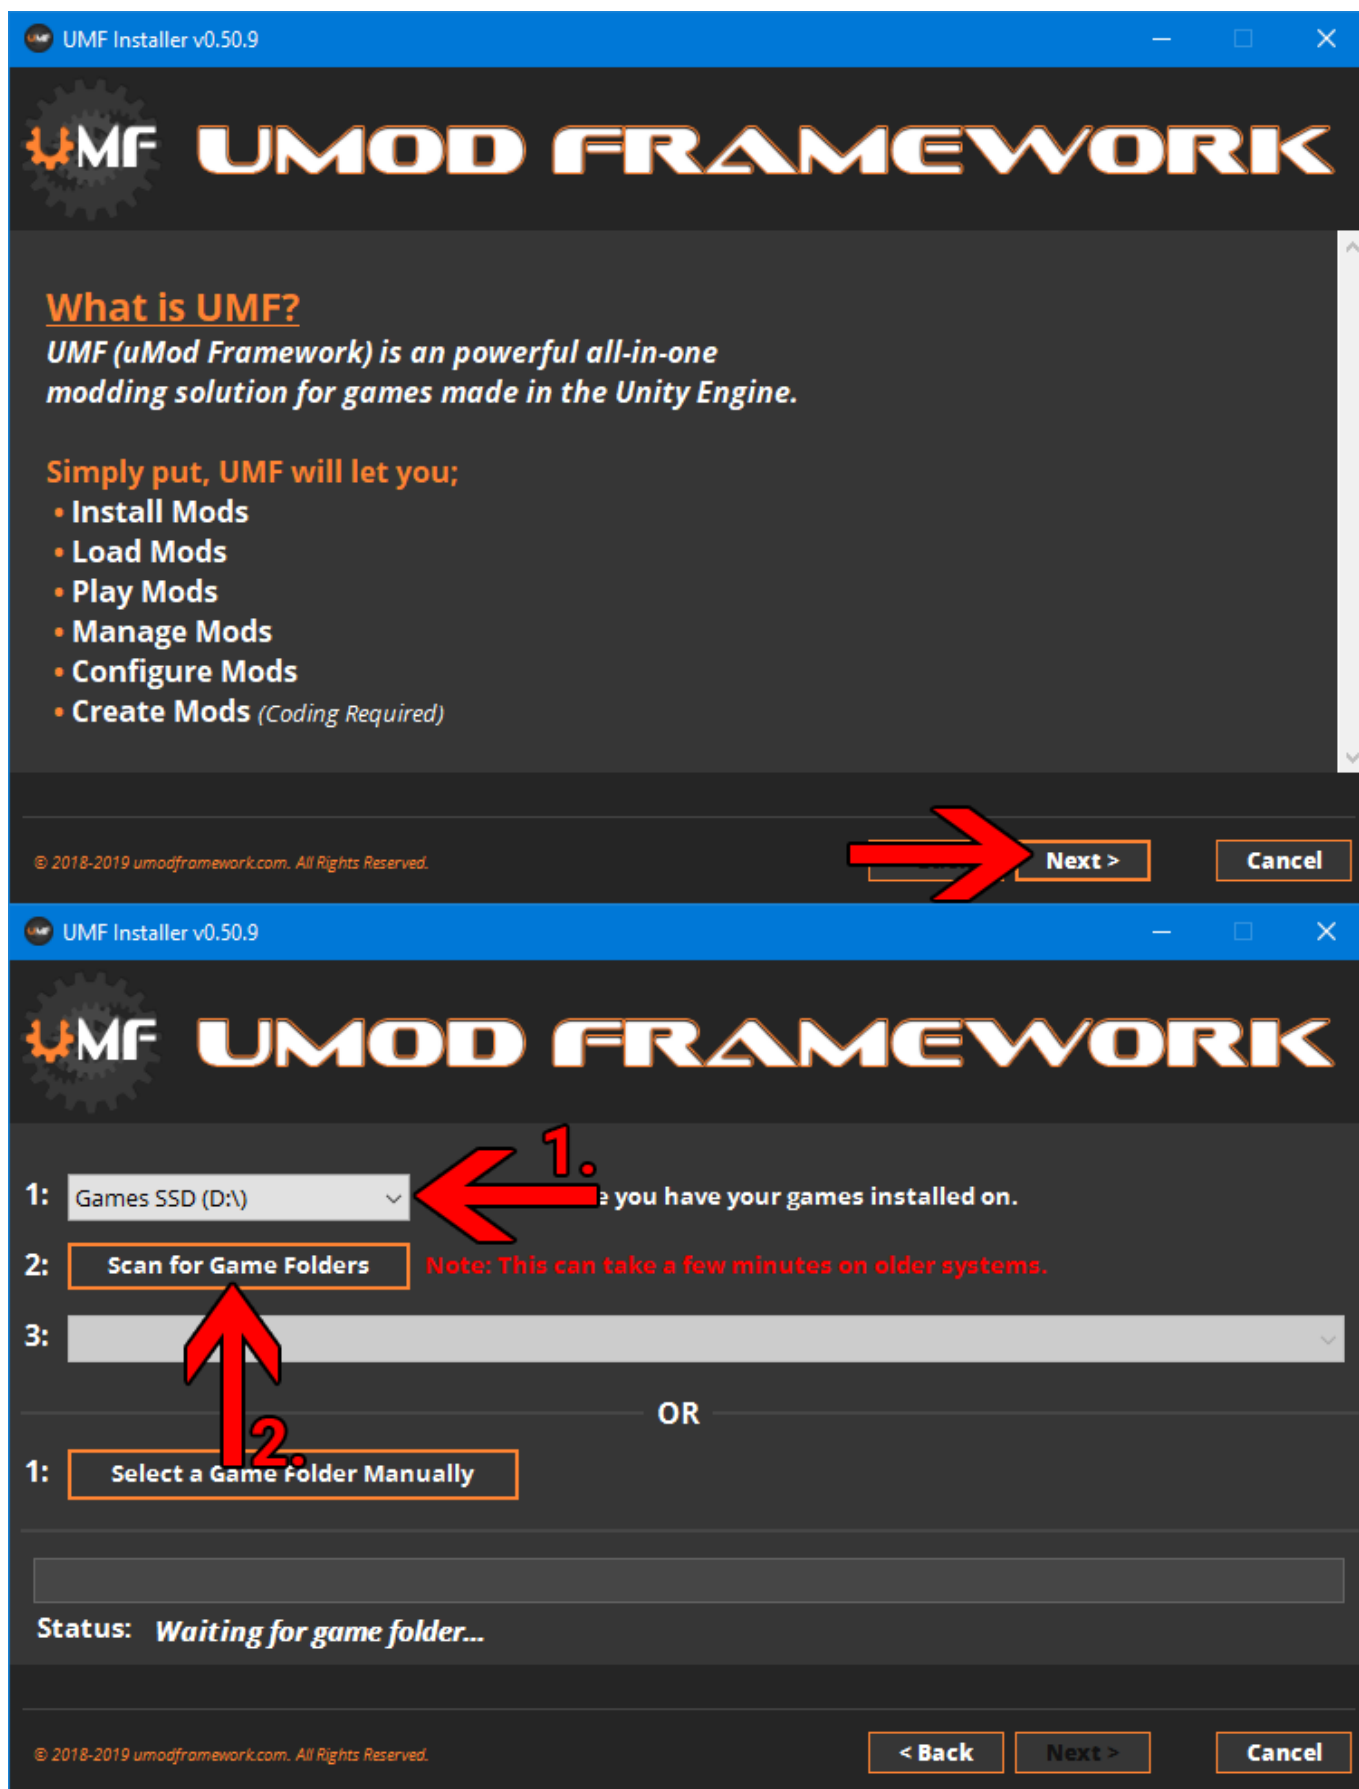 UMF Installer v0.50.9
UMF UMOD FRAMEWORK
What is UMF?
UMF (uMod Framework) is an powerful all-in-one
modding solution for games made in the Unity Engine.
Simply put, UMF will let you;
• Install Mods
• Load Mods
• Play Mods
• Manage Mods
• Configure Mods
• Create Mods (Coding Required)
© 2018-2019 umodframework.com. All Rights Reserved.
Next >
Cancel
UMF Installer v0.50.9
UMF UMOD FRAMEWORK
1.
1: Games SSD (D:\) you have your games installed on.
2: Scan for Game Folders Note: This can take a few minutes on older systems.
3:
OR
2.
1: Select a Game Folder Manually
Status: Waiting for game folder...
© 2018-2019 umodframework.com. All Rights Reserved.
< Back
Next >
Cancel